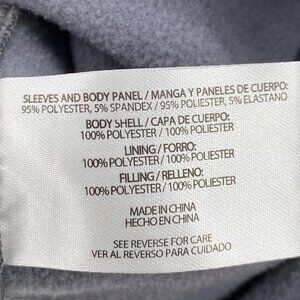 SLEEVES AND BODY PANEL / MANGA Y PANELES DE CUERPO:
95% POLYESTER, 5% SPANDEX / 95% POLIESTER, 5% ELASTANO
BODY SHELL / CAPA DE CUERPO:
100% POLYESTER / 100% POLIESTER
LINING / FORRO:
100% POLYESTER / 100% POLIESTER
FILLING / RELLENO:
100% POLYESTER / 100% POLIESTER
MADE IN CHINA
HECHO EN CHINA
SEE REVERSE FOR CARE
VER AL REVERSO PARA CUIDADO